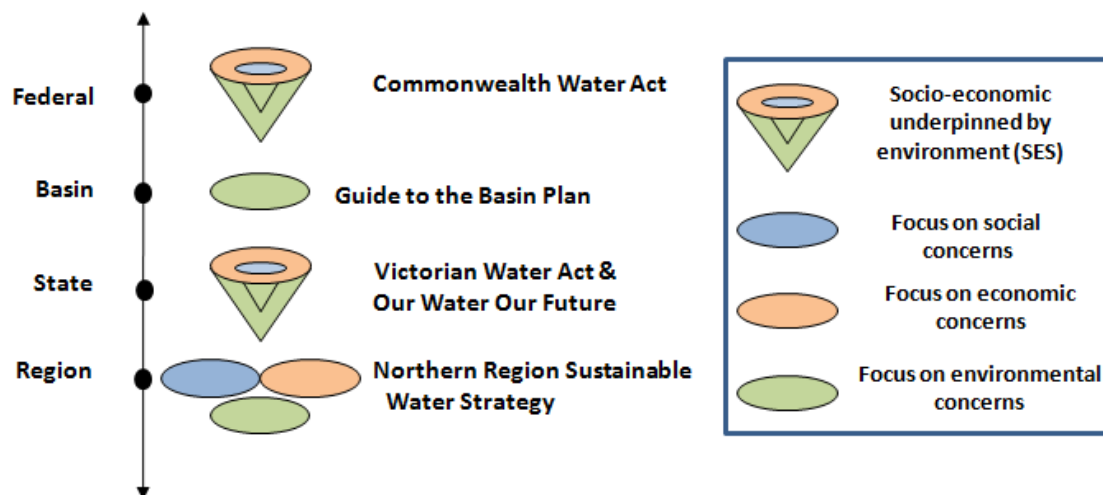 Federal
Commonwealth Water Act
Basin
Guide to the Basin Plan
State
Victorian Water Act &
Our Water Our Future
Region
Northern Region Sustainable
Water Strategy
Socio-economic
underpinned by
environment (SES)
Focus on social
concerns
Focus on economic
concerns
Focus on environmental
concerns